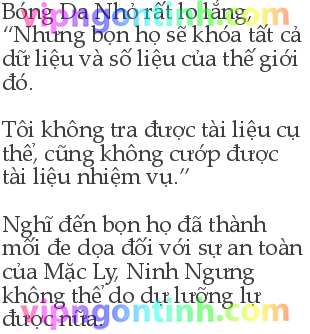 Bóng Da Nhỏ rất lo lắng,
vipngontinh.com
“Nhưng bọn họ sẽ khóa tất cả
dữ liệu và số liệu của thế giới
đó.
Tôi không tra được tài liệu cụ
thể, cũng không cướp được
tài liệu nhiệm vụ.”
Nghĩ đến bọn họ đã thành
mối đe dọa đối với sự an toàn
của Mặc Ly, Ninh Ngưng
không thể do dự lưỡng lự
vipngontinh.com
được nữa.